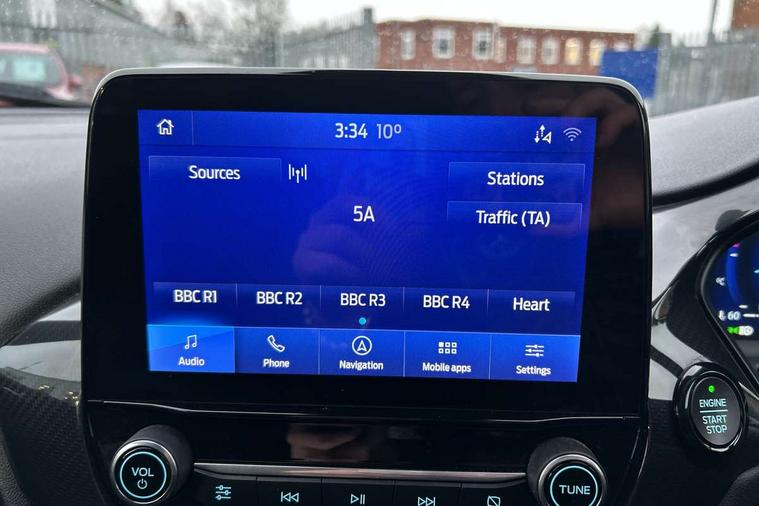 3:34 10°
Sources
Stations
5A
Traffic (TA)
BBC R1 BBC R2 BBC R3 BBC R4 Heart
Audio Phone Navigation Mobile apps Settings
°C
60
ENGINE
START
STOP
VOL
TUNE